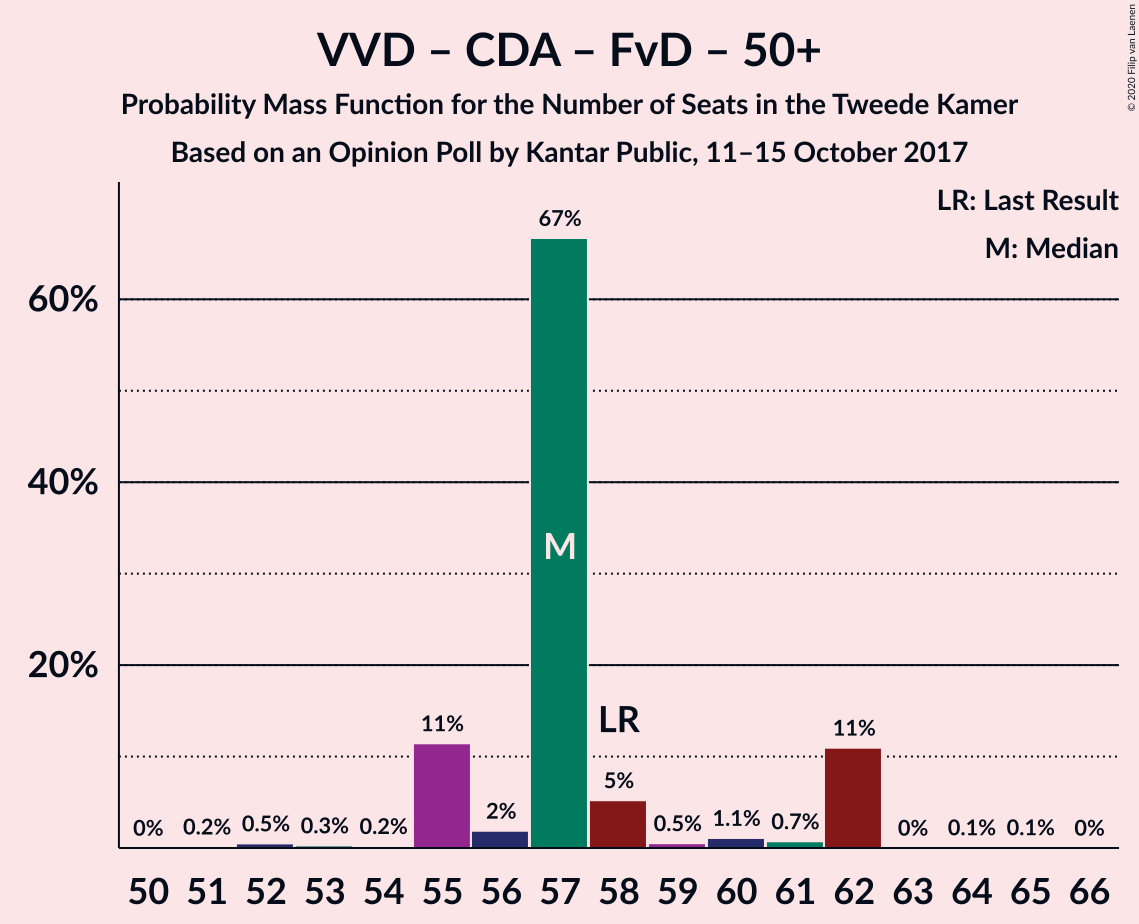 VVD – CDA – FvD – 50+
Probability Mass Function for the Number of Seats in the Tweede Kamer
Based on an Opinion Poll by Kantar Public, 11–15 October 2017
© 2020 Filip van Laenen
LR: Last Result
M: Median
60%
40%
20%
0%
0.2%
0.5%
0.3%
0.2%
11%
2%
67%
M
LR
5%
0.5%
1.1%
0.7%
11%
0%
0.1%
0.1%
0%
50 51 52 53 54 55 56 57 58 59 60 61 62 63 64 65 66